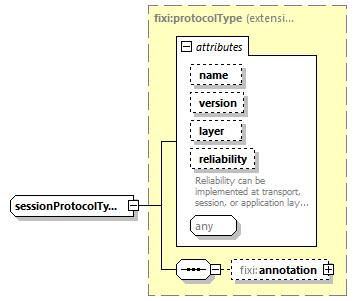 fixi:protocolType (extensi...
attributes
name
version
layer
reliability
Reliability can be
implemented at transport,
session, or application lay...
any
sessionProtocolTy...
fixi:annotation